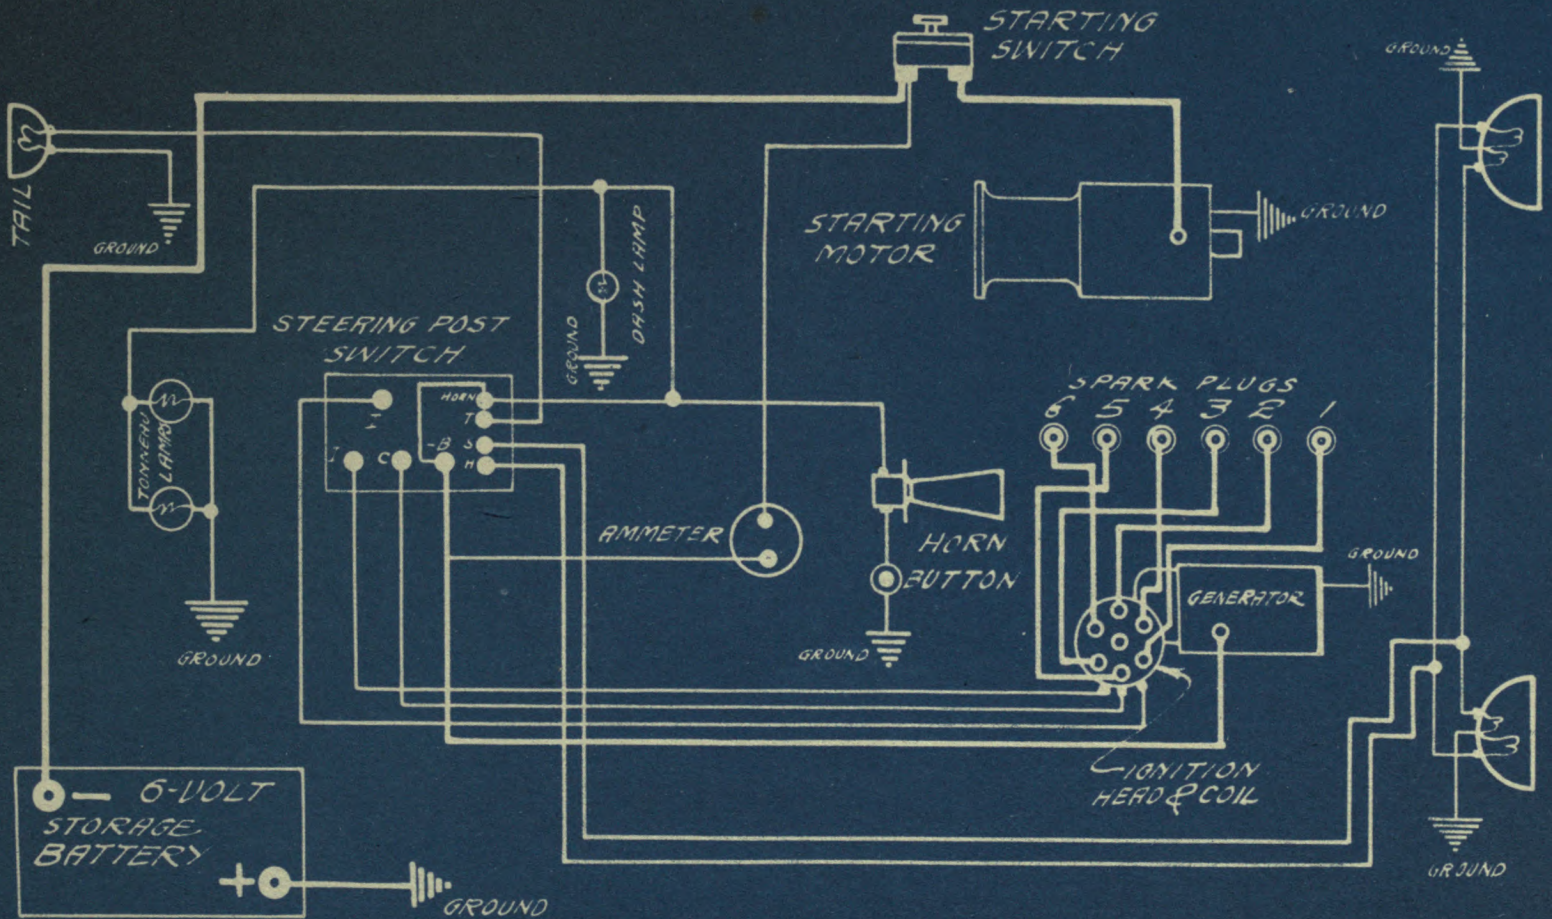 STARTING
SWITCH
GROUND
TAIL
GROUND
STARTING
MOTOR
GROUND
DASH LAMP
GROUND
STEERING POST
SWITCH
HORN
T
I
S
-B
H
I
C
TONNEAU
LAMPS
SPARK PLUGS
6 5 4 3 2 1
AMMETER
HORN
BUTTON
GROUND
GENERATOR
GROUND
GROUND
IGNITION
HEAD & COIL
— 6-VOLT
STORAGE
BATTERY
+
GROUND
GROUND